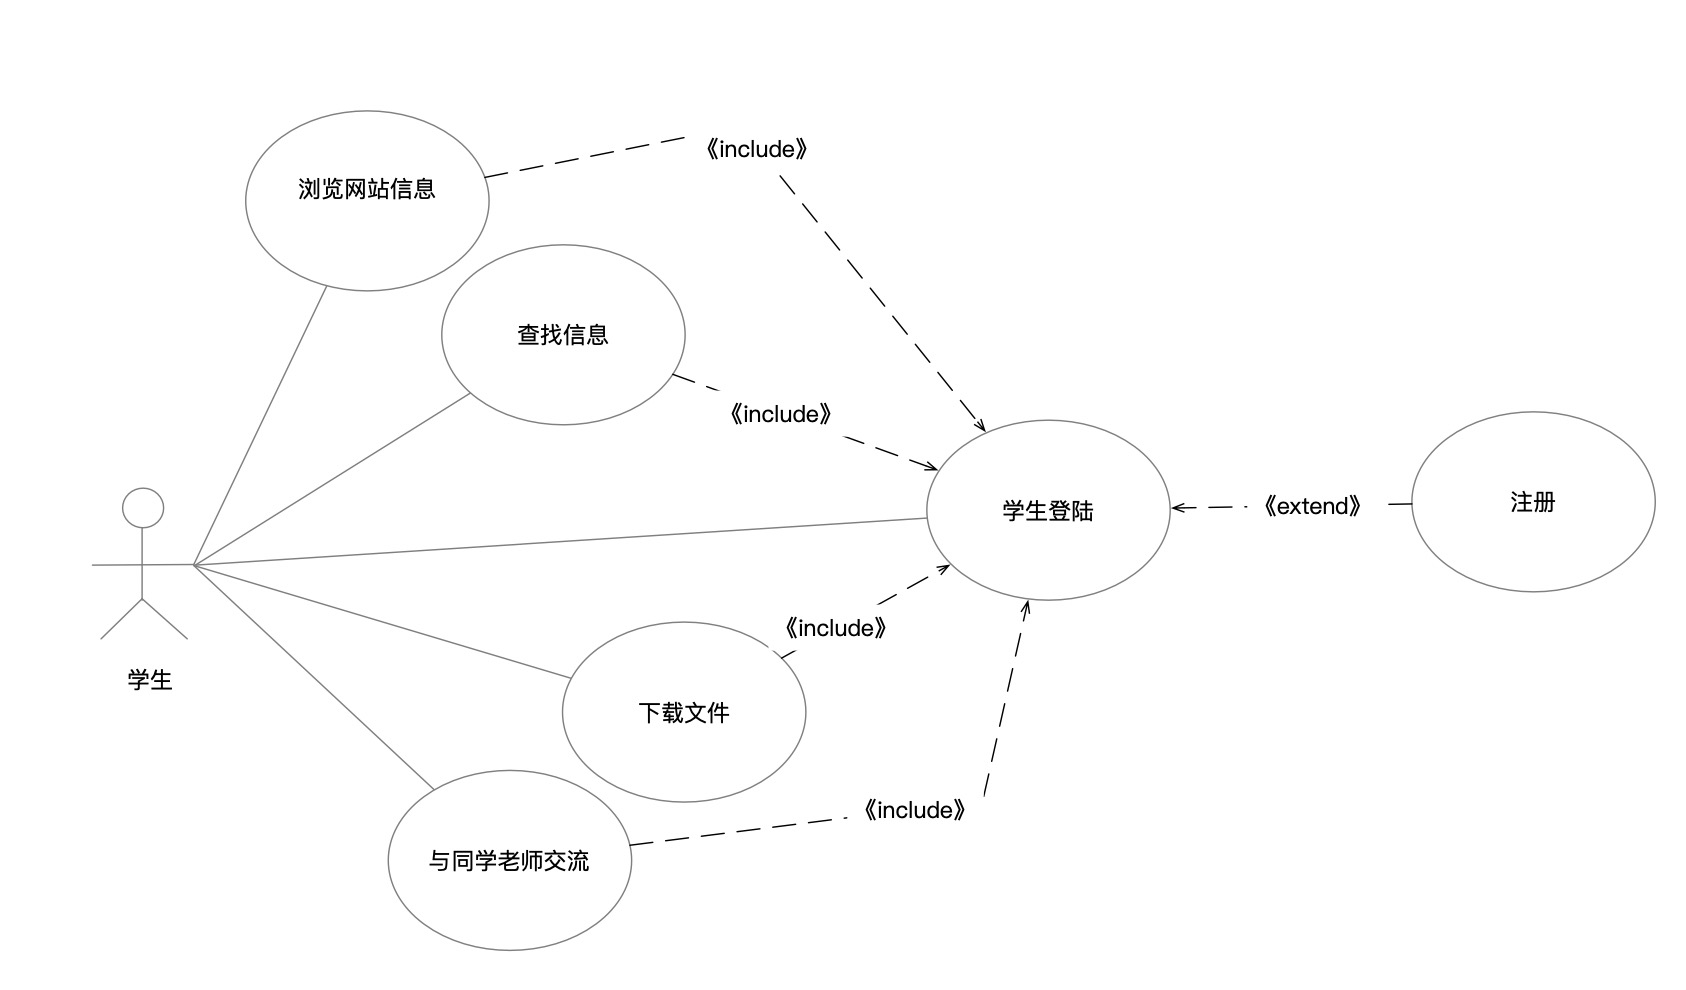 浏览网站信息
《include》
查找信息
《include》
学生登陆
《extend》
注册
《include》
学生
下载文件
《include》
与同学老师交流